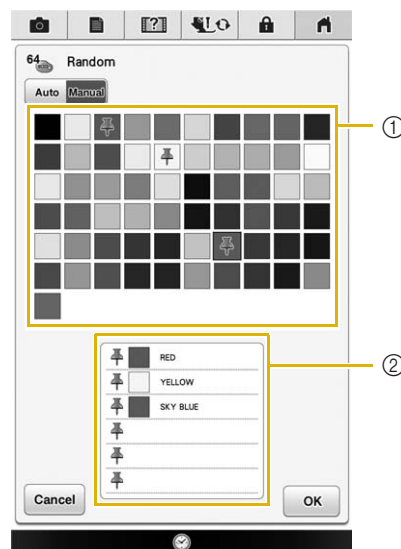 ?
64 Random
Auto Manual
①
②
RED
YELLOW
SKY BLUE
Cancel OK